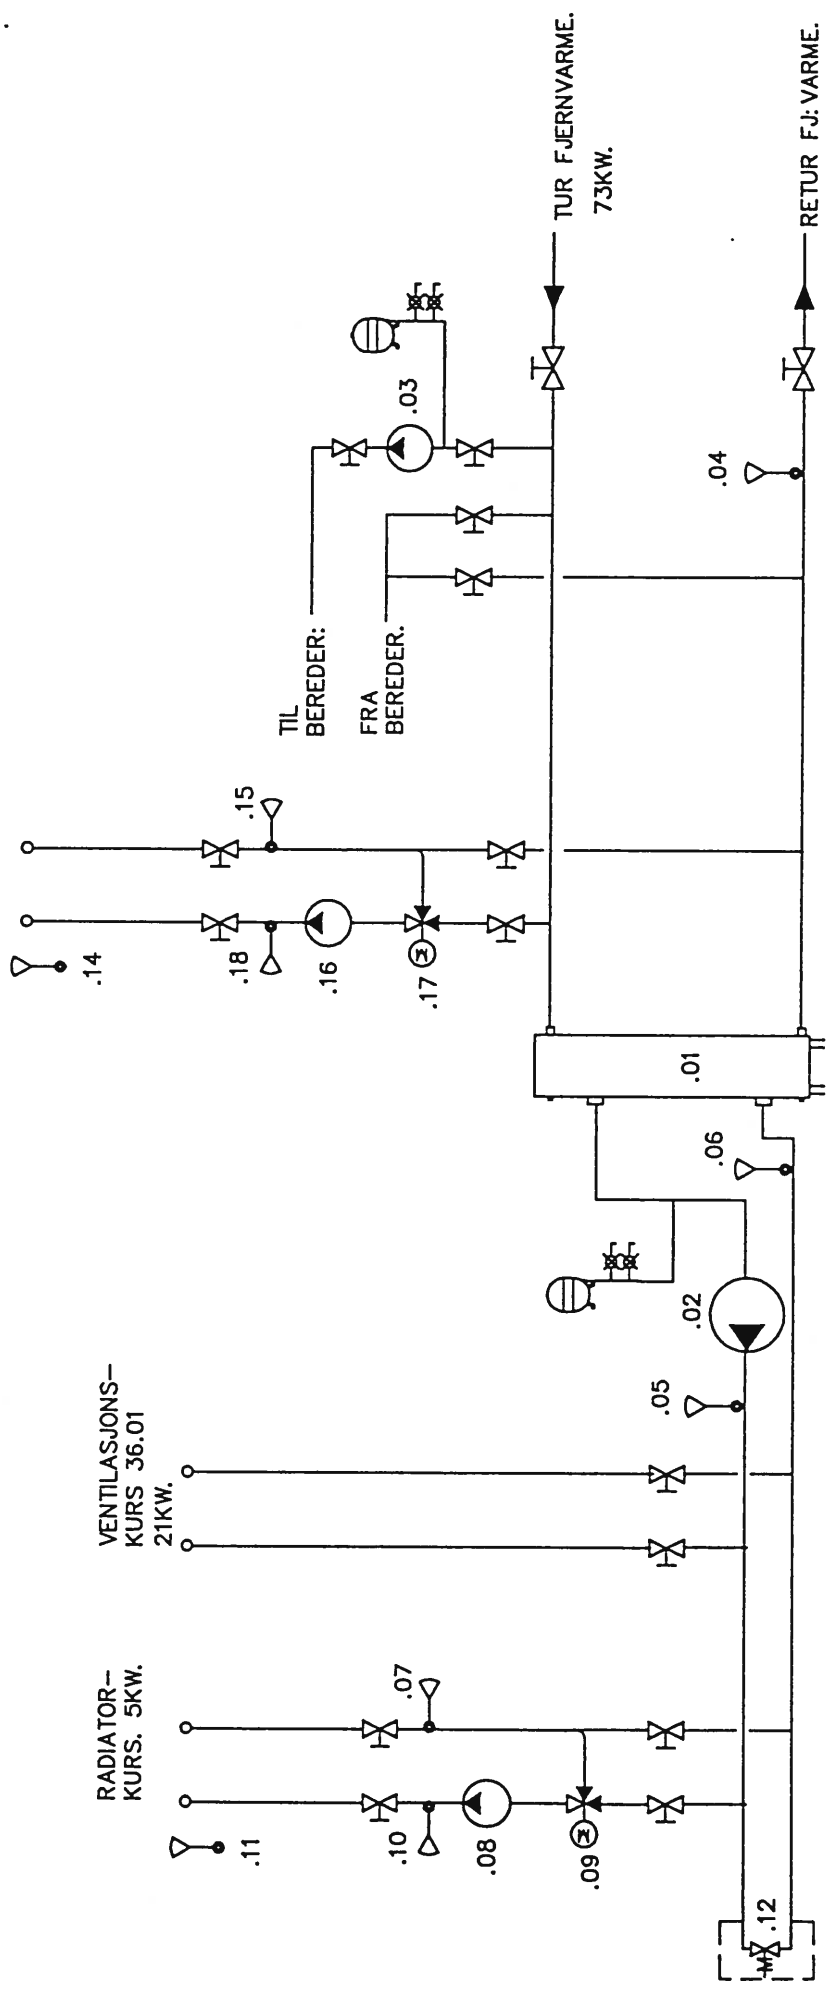 TUR FJERNVARME.
73KW.
RETUR FJ: VARME.
.03
.04
TIL
BEREDER:
FRA
BEREDER.
.15
.14
.18
.16
.17
.01
.06
.02
.05
VENTILASJONS-
KURS 36.01
21KW.
RADIATOR-
KURS. 5KW.
.07
.11
.10
.08
.09
.12
M
M
M